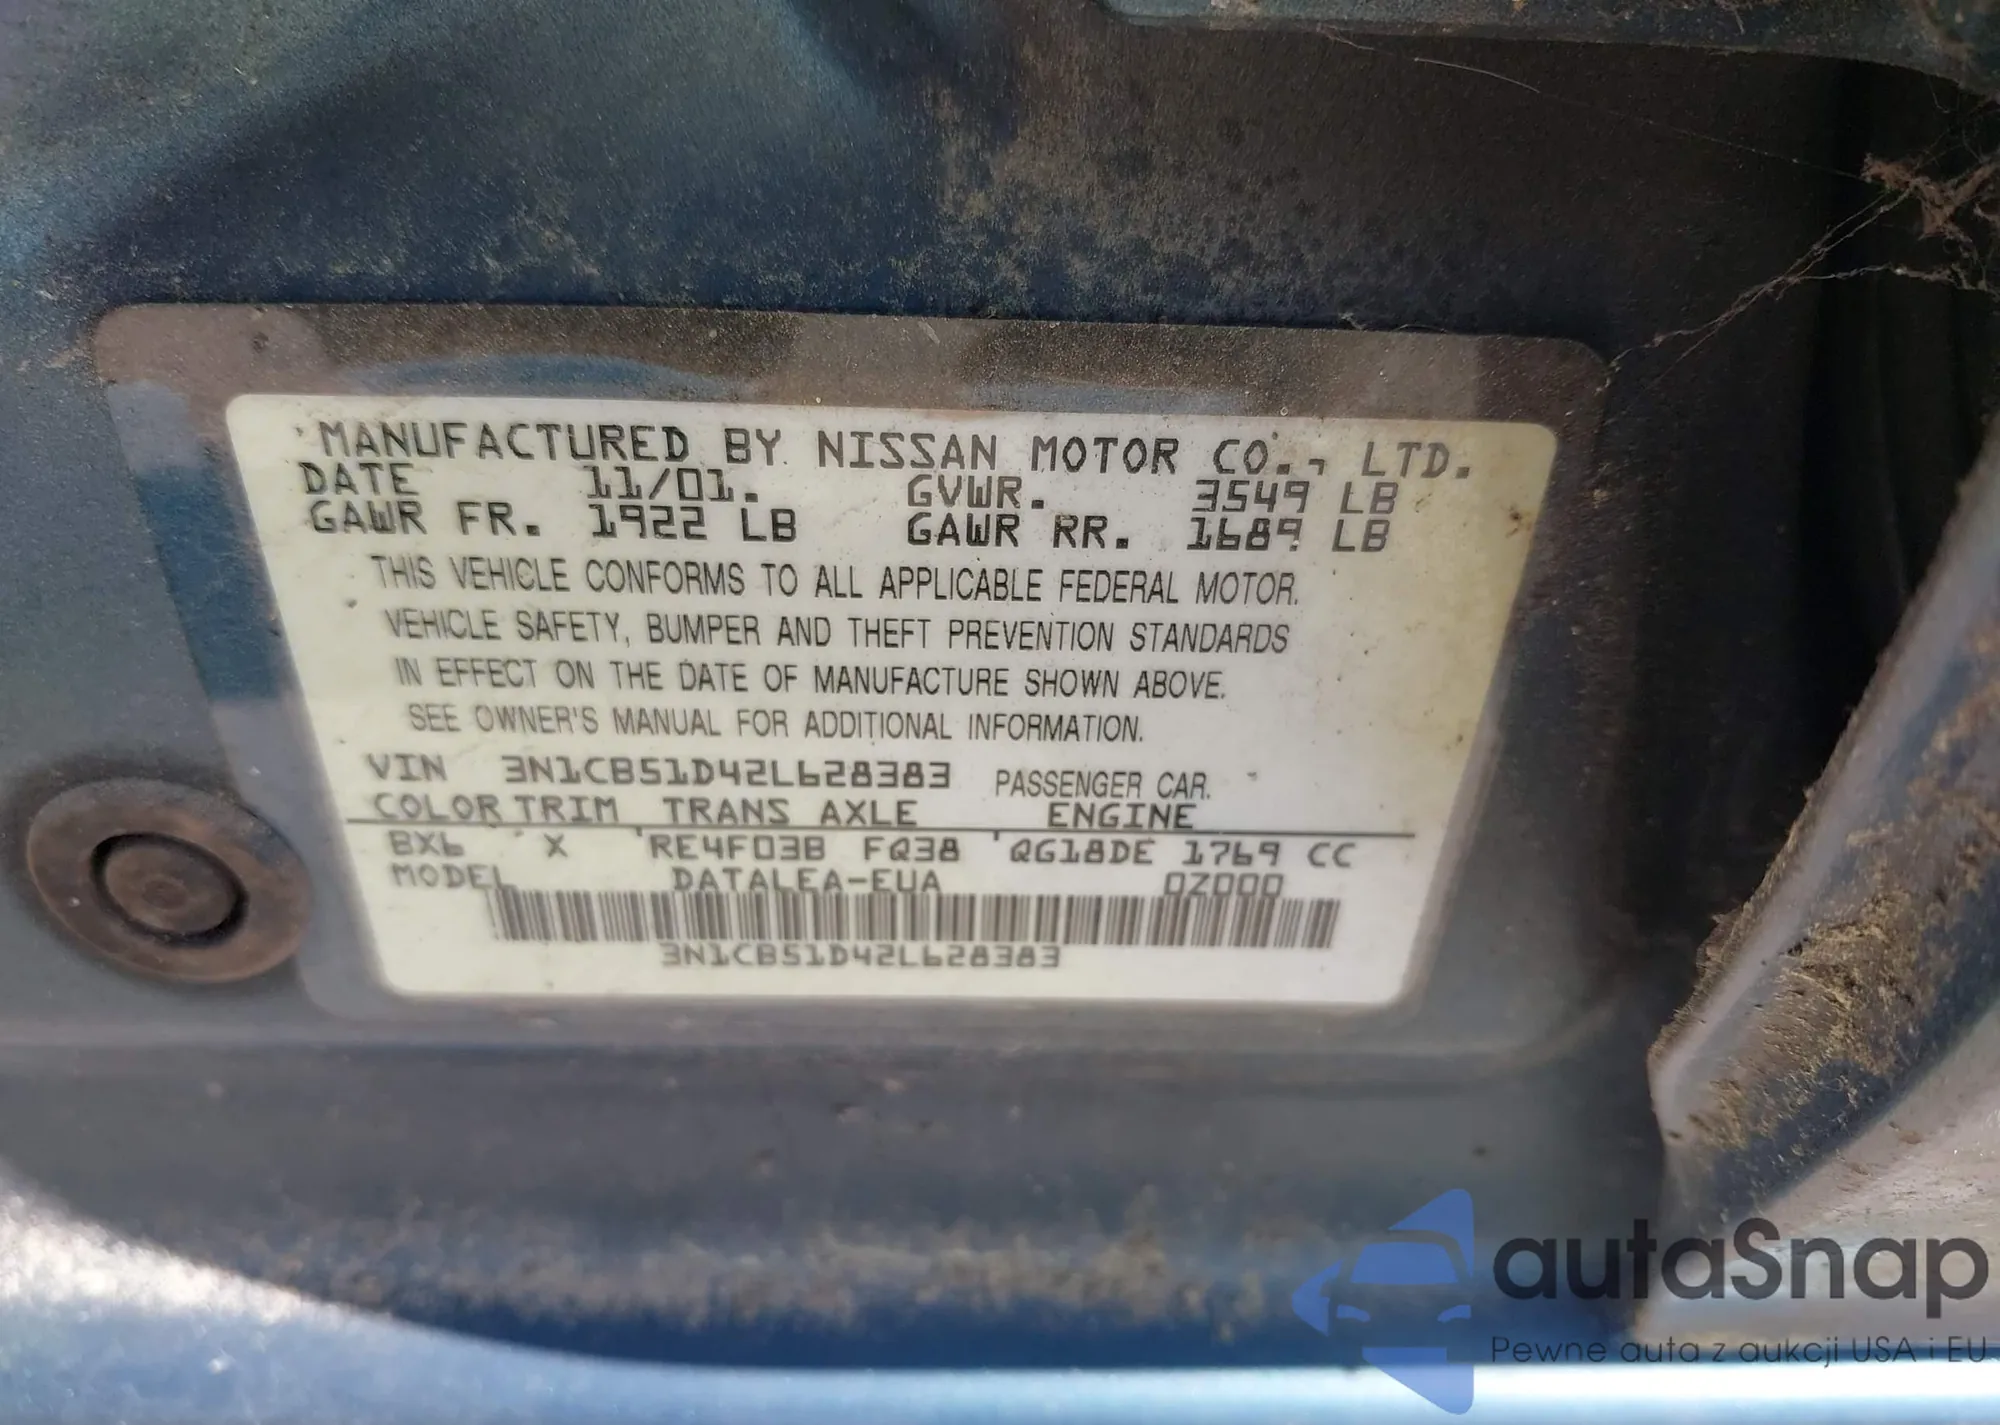 MANUFACTURED BY NISSAN MOTOR CO., LTD.
DATE 11/01. GVWR. 3549 LB
GAWR FR. 1922 LB GAWR RR. 1689 LB
THIS VEHICLE CONFORMS TO ALL APPLICABLE FEDERAL MOTOR.
VEHICLE SAFETY, BUMPER AND THEFT PREVENTION STANDARDS
IN EFFECT ON THE DATE OF MANUFACTURE SHOWN ABOVE.
SEE OWNER'S MANUAL FOR ADDITIONAL INFORMATION.
VIN 3N1CB51D42L628383 PASSENGER CAR.
COLOR TRIM TRANS AXLE ENGINE
BX6 X RE4F03B FQ38 QG18DE 1769 CC
MODEL DATALEA-EUA 0Z000
3N1CB51D42L628383
autaSnap
Pewne auta z aukcji USA i EU